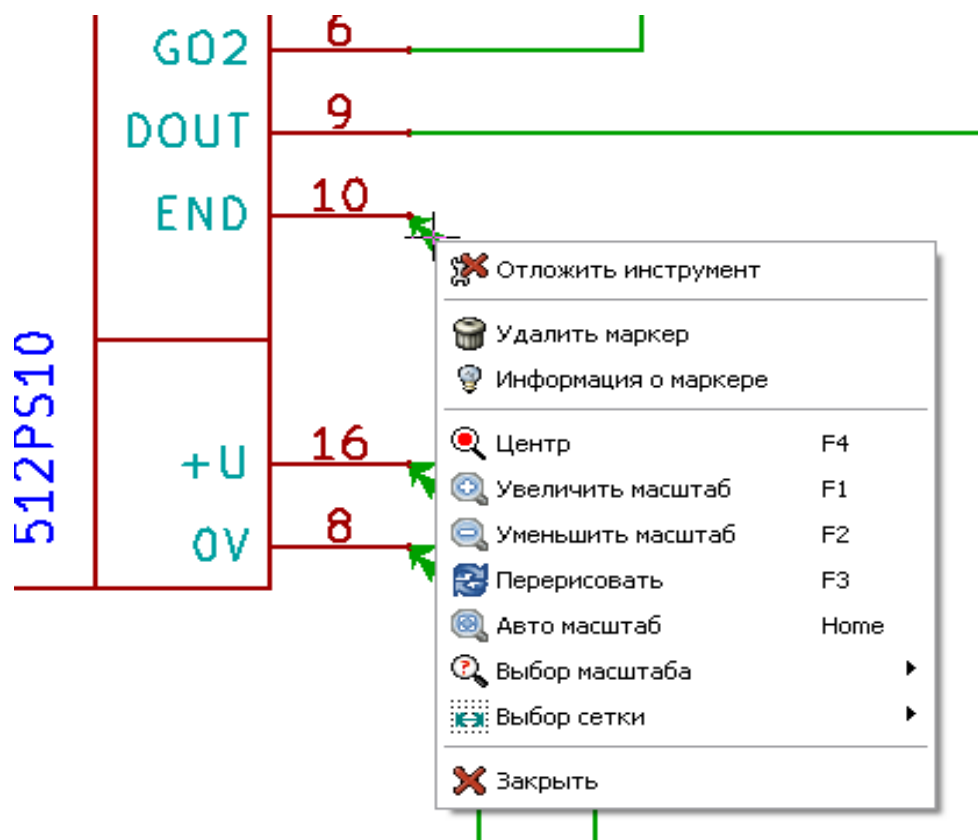 GO2 6
DOUT 9
END 10
Отложить инструмент
Удалить маркер
Информация о маркере
512PS10
Центр F4
+U 16
Увеличить масштаб F1
Уменьшить масштаб F2
0V 8
Перерисовать F3
Авто масштаб Home
Выбор масштаба
Выбор сетки
Закрыть